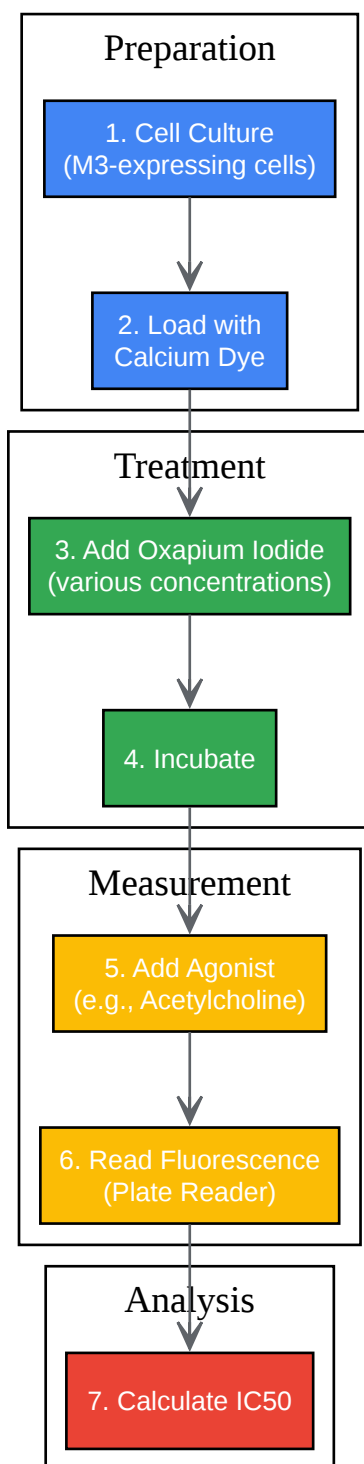 Preparation
1. Cell Culture
(M3-expressing cells)
2. Load with
Calcium Dye
Treatment
3. Add Oxapium Iodide
(various concentrations)
4. Incubate
Measurement
5. Add Agonist
(e.g., Acetylcholine)
6. Read Fluorescence
(Plate Reader)
Analysis
7. Calculate IC50